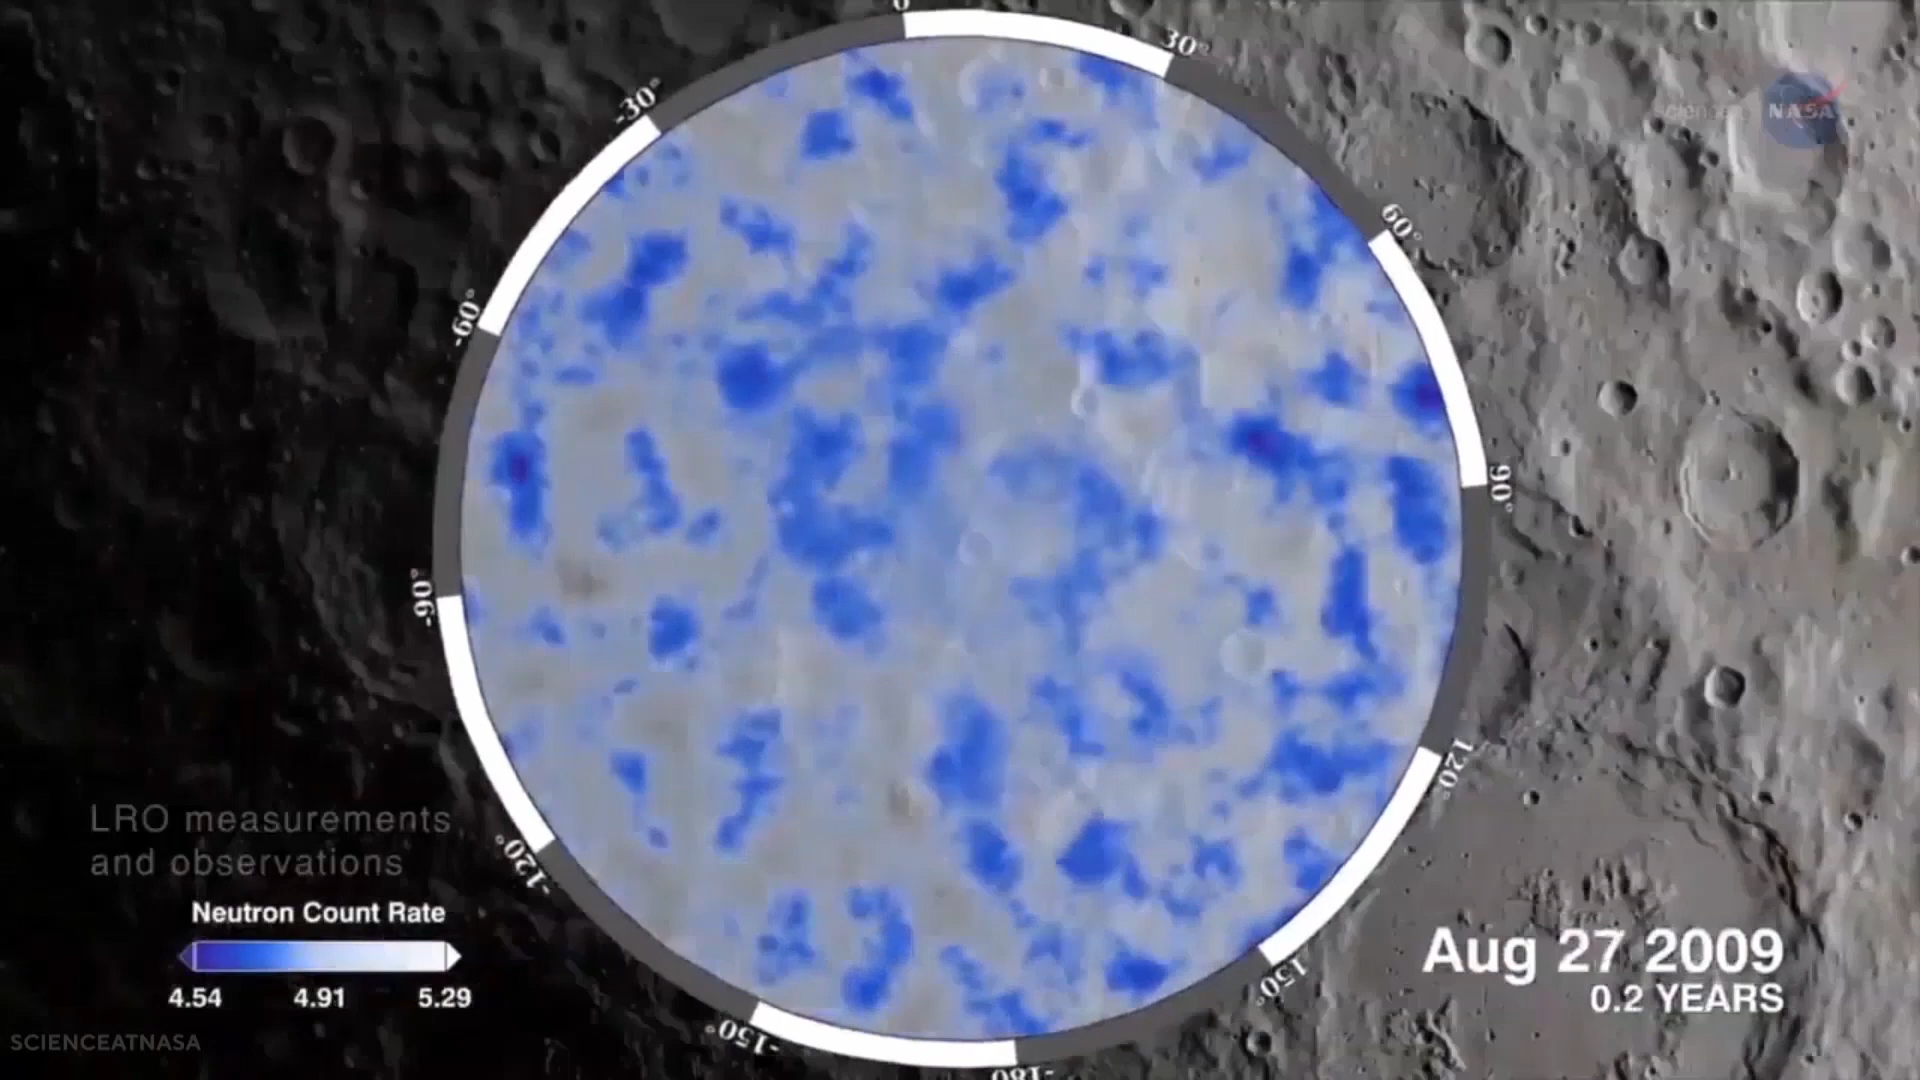 0
30°
-30°
60°
-60°
90°
-90°
120°
-120°
150°
-150°
-180°
Science
NASA
LRO measurements
and observations
Neutron Count Rate
4.54 4.91 5.29
Aug 27 2009
0.2 YEARS
SCIENCEATNASA